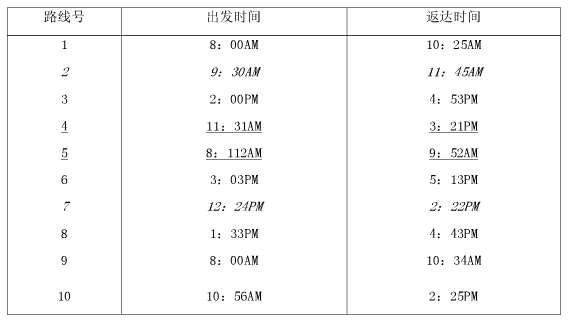 路线号 出发时间 返达时间
1 8：00AM 10：25AM
2 9：30AM 11：45AM
3 2：00PM 4：53PM
4 11：31AM 3：21PM
5 8：112AM 9：52AM
6 3：03PM 5：13PM
7 12：24PM 2：22PM
8 1：33PM 4：43PM
9 8：00AM 10：34AM
10 10：56AM 2：25PM